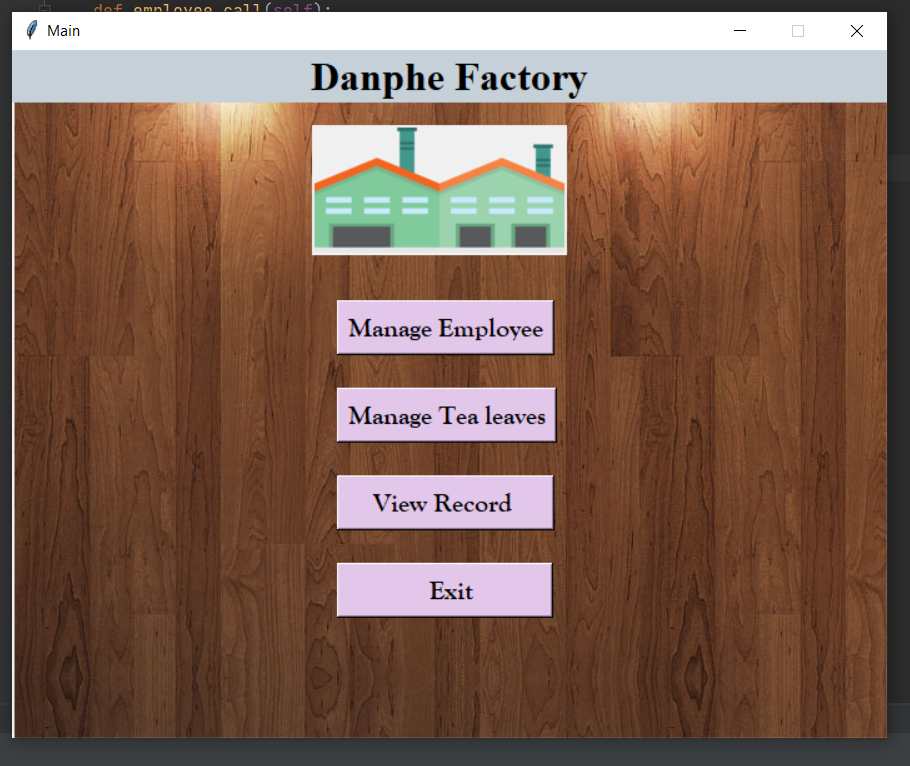 def employee_call(self):
Main
Danphe Factory
Manage Employee
Manage Tea leaves
View Record
Exit